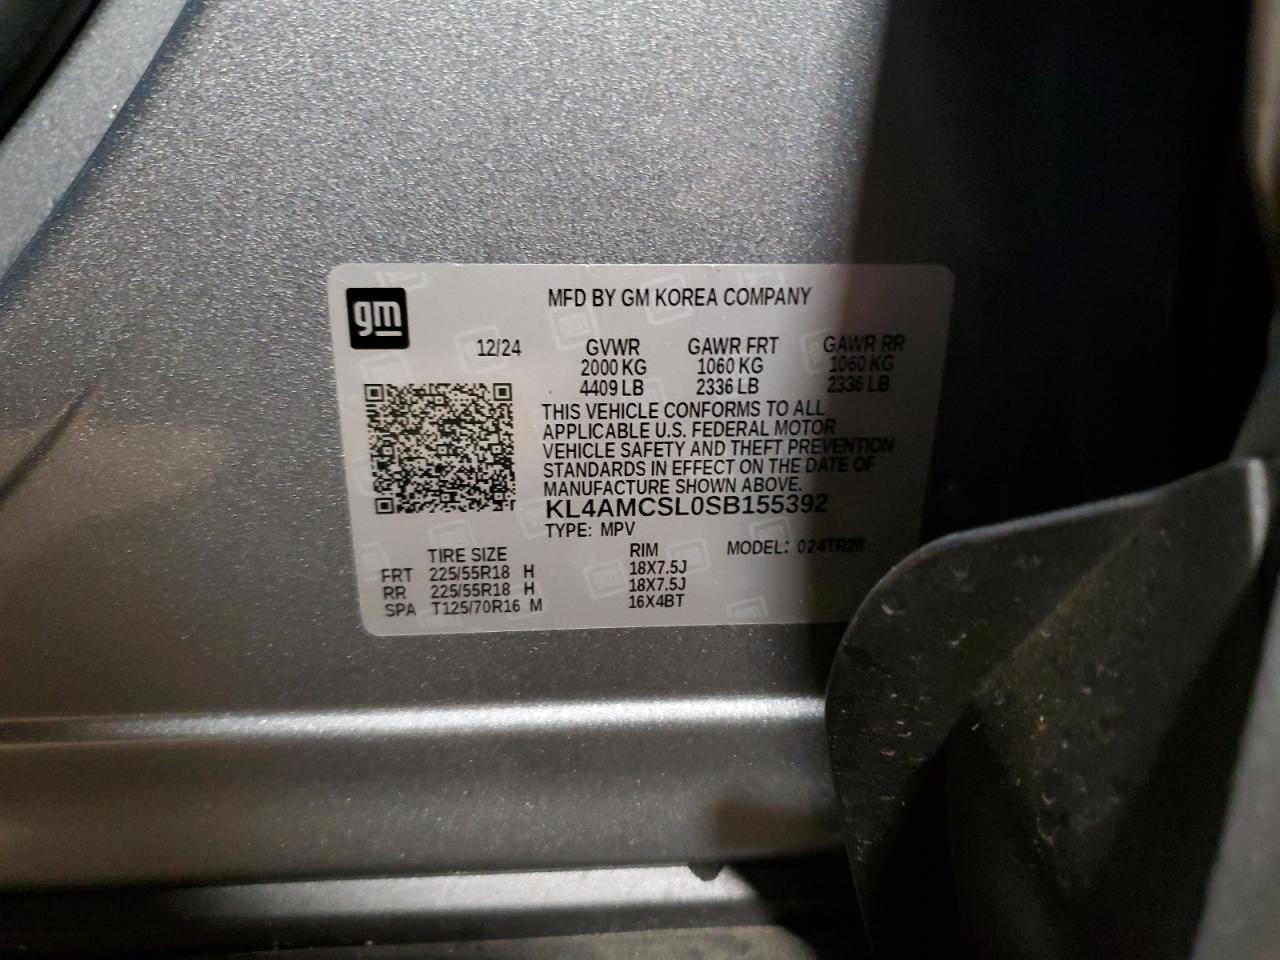 gm
MFD BY GM KOREA COMPANY
12/24 GVWR GAWR FRT GAWR RR
2000 KG 1060 KG 1060 KG
4409 LB 2336 LB 2336 LB
THIS VEHICLE CONFORMS TO ALL
APPLICABLE U.S. FEDERAL MOTOR
VEHICLE SAFETY AND THEFT PREVENTION
STANDARDS IN EFFECT ON THE DATE OF
MANUFACTURE SHOWN ABOVE.
KL4AMCSL0SB155392
TYPE: MPV
TIRE SIZE RIM MODEL: 024TR26
FRT 225/55R18 H 18X7.5J
RR 225/55R18 H 18X7.5J
SPA T125/70R16 M 16X4BT